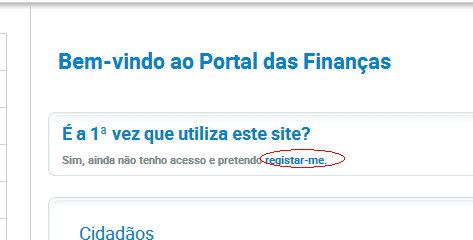 Bem-vindo ao Portal das Finanças
É a 1ª vez que utiliza este site?
Sim, ainda não tenho acesso e pretendo registar-me.
Cidadãos